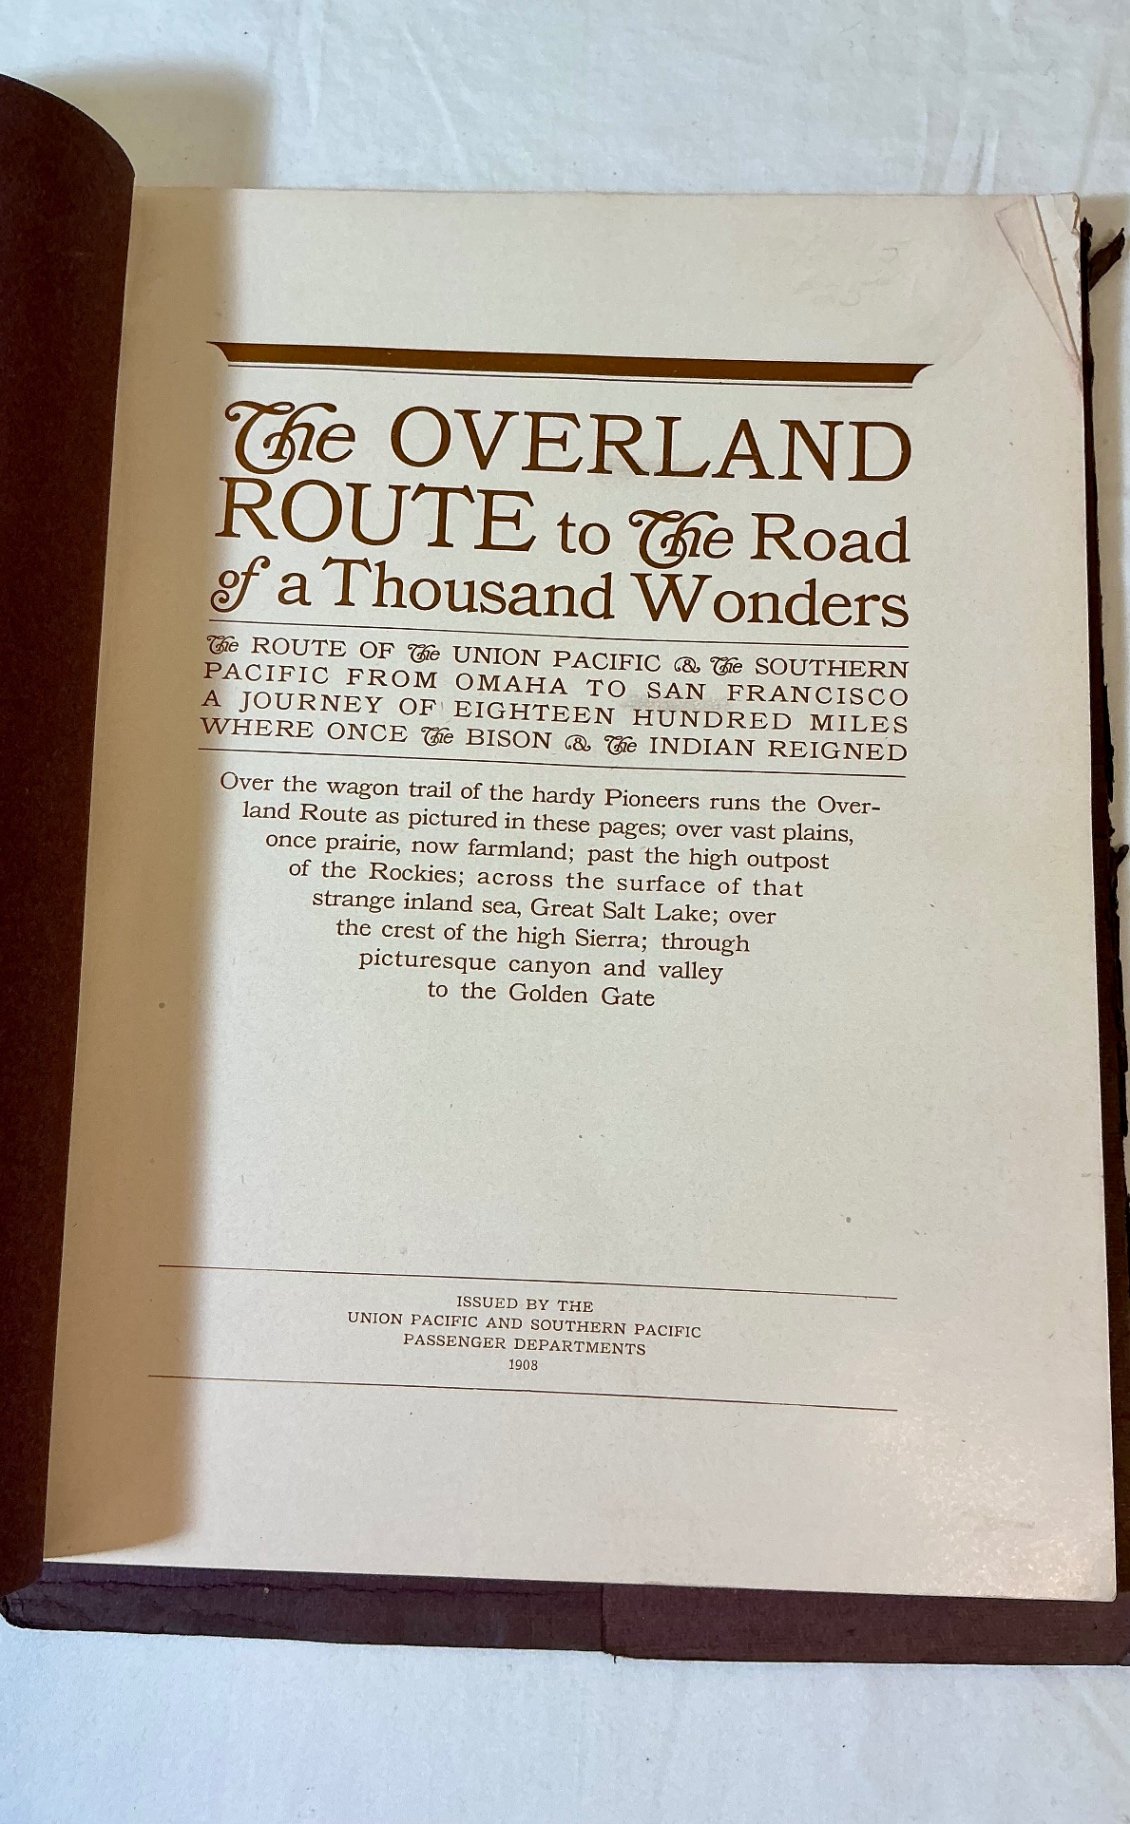 The OVERLAND
ROUTE to The Road
of a Thousand Wonders
The ROUTE OF The UNION PACIFIC & The SOUTHERN
PACIFIC FROM OMAHA TO SAN FRANCISCO
A JOURNEY OF EIGHTEEN HUNDRED MILES
WHERE ONCE The BISON & The INDIAN REIGNED
Over the wagon trail of the hardy Pioneers runs the Over-
land Route as pictured in these pages; over vast plains,
once prairie, now farmland; past the high outpost
of the Rockies; across the surface of that
strange inland sea, Great Salt Lake; over
the crest of the high Sierra; through
picturesque canyon and valley
to the Golden Gate
ISSUED BY THE
UNION PACIFIC AND SOUTHERN PACIFIC
PASSENGER DEPARTMENTS
1908